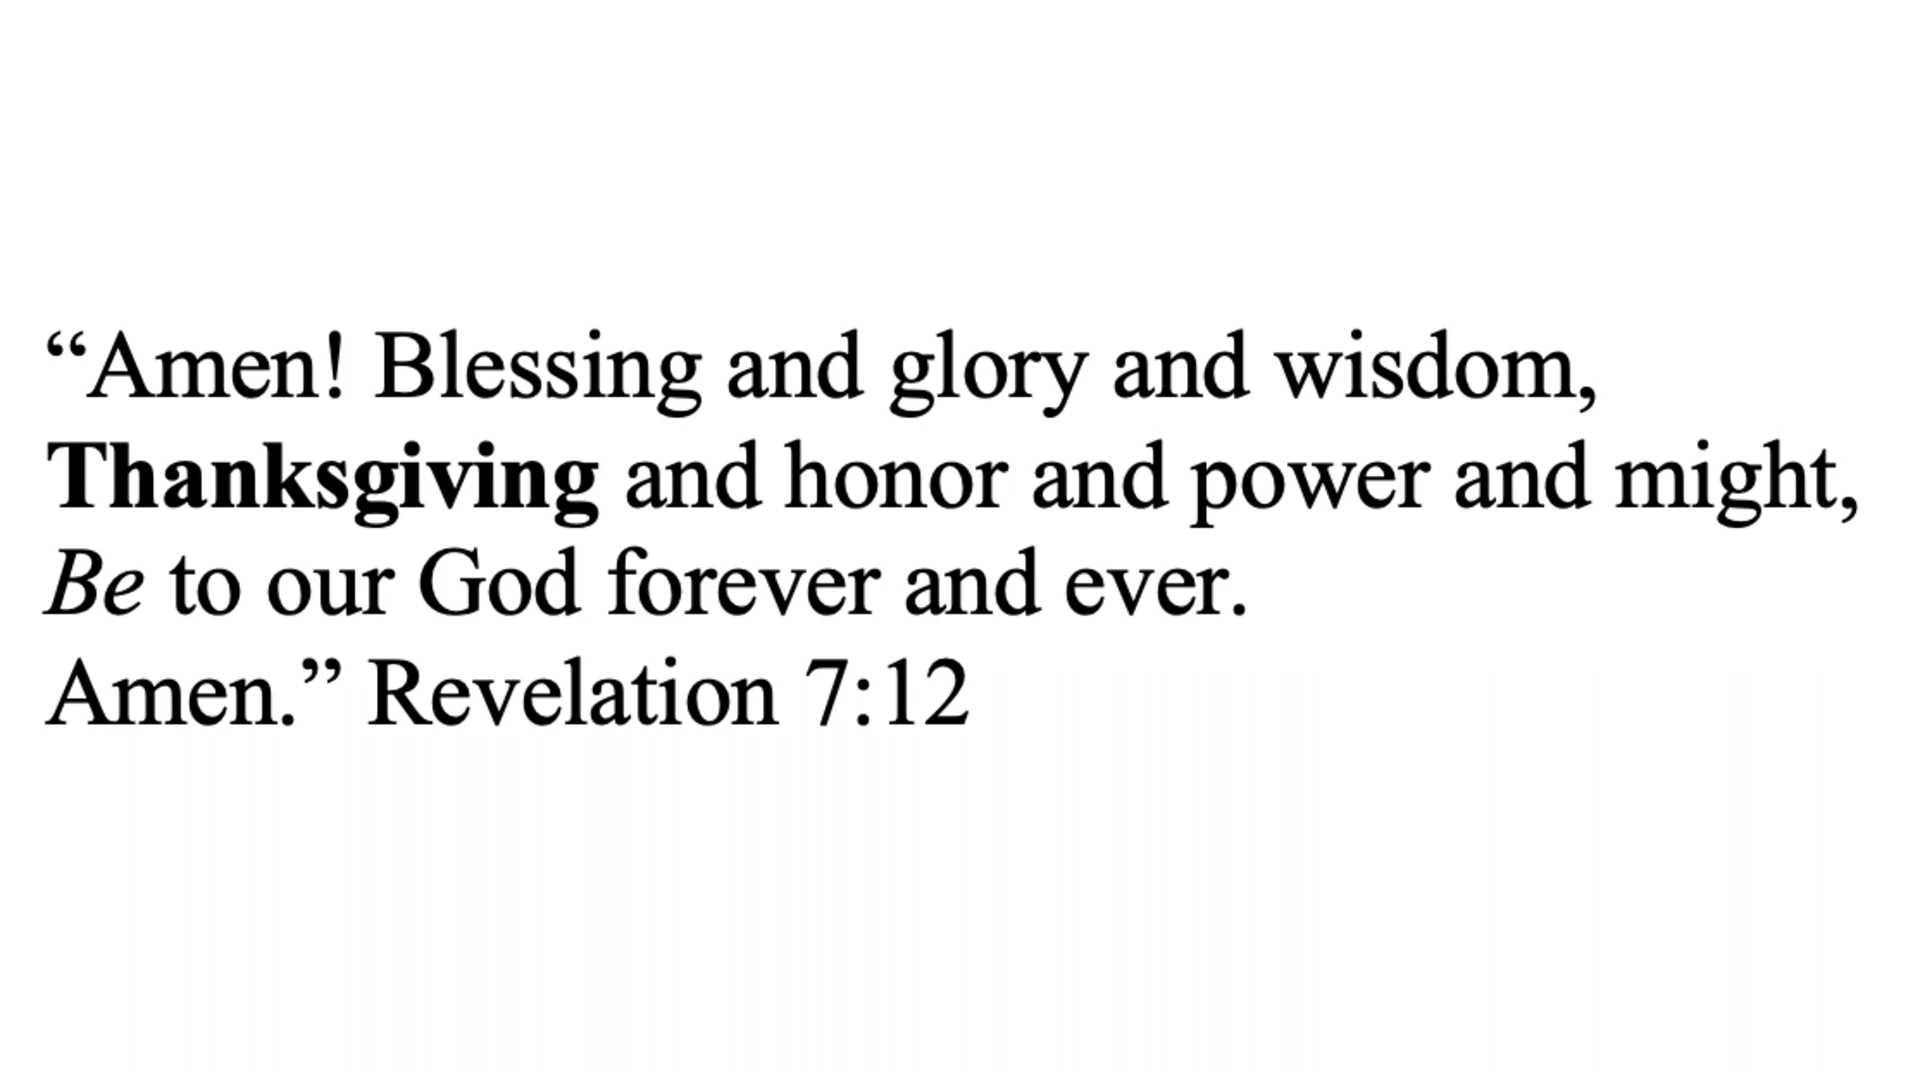 “Amen! Blessing and glory and wisdom,
Thanksgiving and honor and power and might,
Be to our God forever and ever.
Amen.” Revelation 7:12